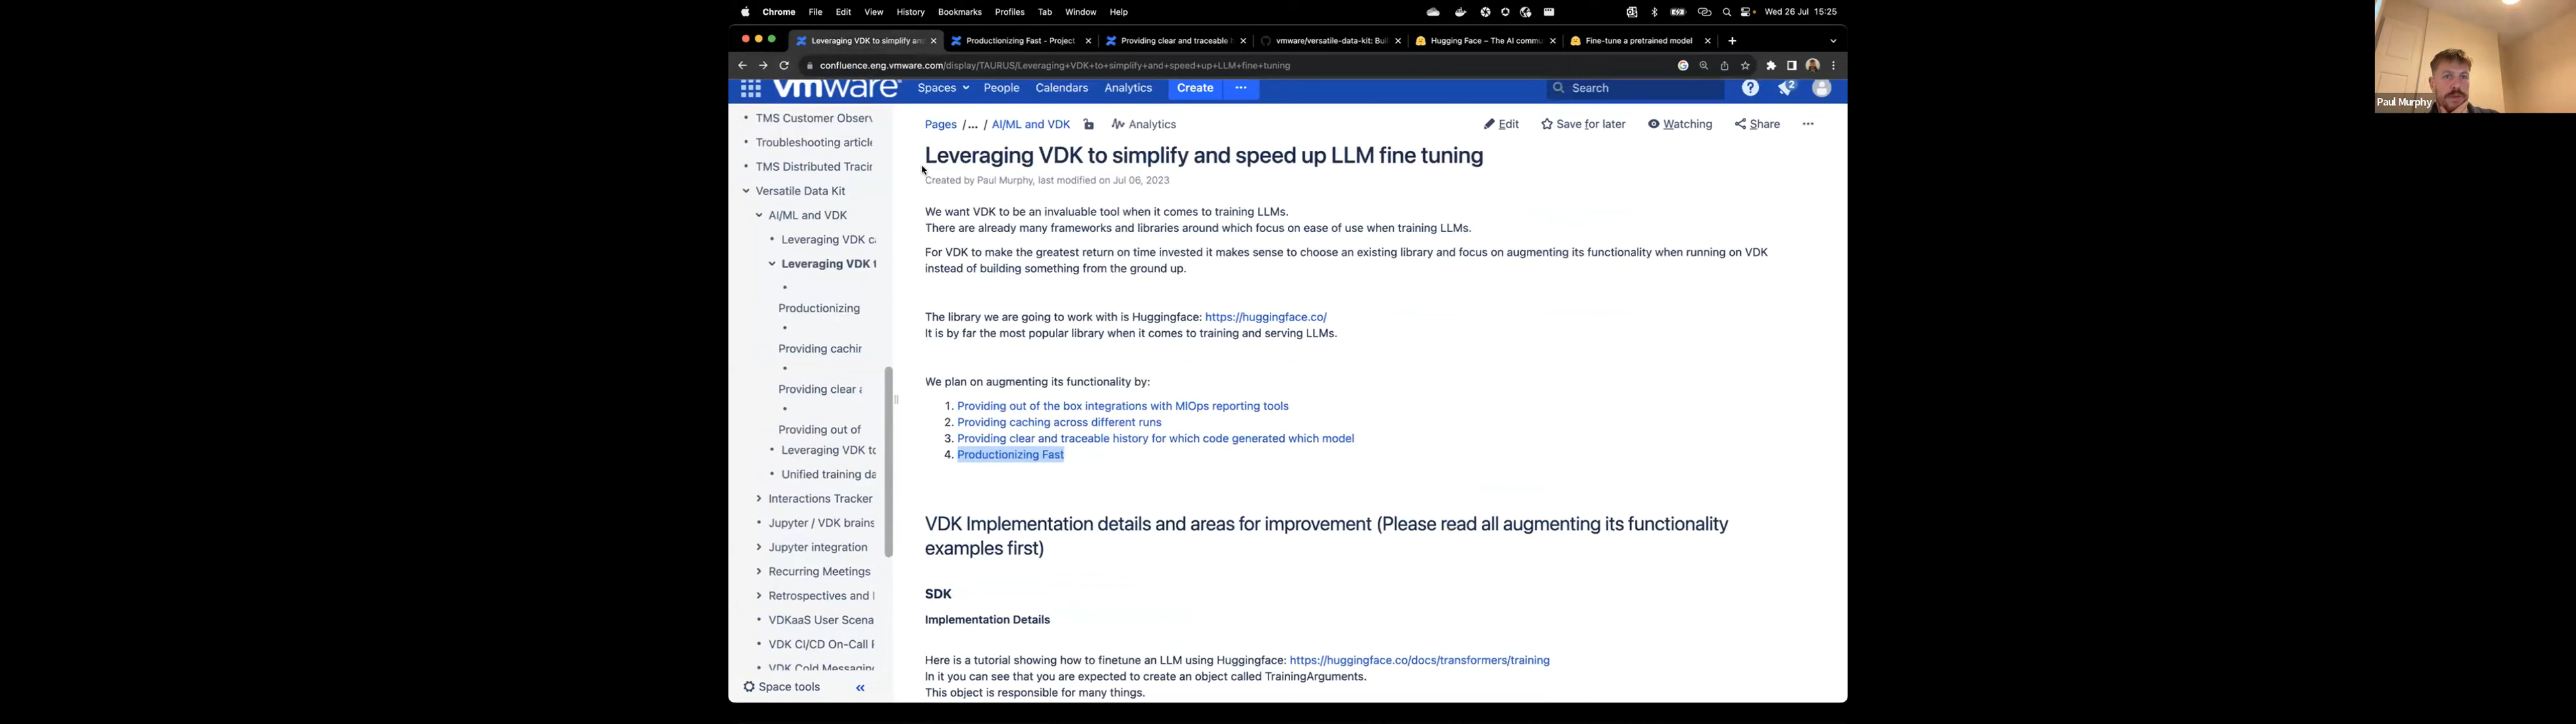 Chrome File Edit View History Bookmarks Profiles Tab Window Help Wed 26 Jul 15:25
Leveraging VDK to simplify an Productionizing Fast - Project Providing clear and traceable vmware/versatile-data-kit: Bui Hugging Face – The AI commu Fine-tune a pretrained model
confluence.eng.vmware.com/display/TAURUS/Leveraging+VDK+to+simplify+and+speed+up+LLM+fine+tuning
vmware Spaces People Calendars Analytics Create ··· Search ? 2
TMS Customer Observ
Troubleshooting article
TMS Distributed Tracin
Versatile Data Kit
AI/ML and VDK
Leveraging VDK c
Leveraging VDK t
Productionizing
Providing cachin
Providing clear a
Providing out of
Leveraging VDK to
Unified training da
Interactions Tracker
Jupyter / VDK brains
Jupyter integration
Recurring Meetings
Retrospectives and
VDKaaS User Scena
VDK CI/CD On-Call
VDK Cold Messaging
Space tools «
Pages /... / AI/ML and VDK Analytics Edit Save for later Watching Share ···
Leveraging VDK to simplify and speed up LLM fine tuning
Created by Paul Murphy, last modified on Jul 06, 2023
We want VDK to be an invaluable tool when it comes to training LLMs.
There are already many frameworks and libraries around which focus on ease of use when training LLMs.
For VDK to make the greatest return on time invested it makes sense to choose an existing library and focus on augmenting its functionality when running on VDK
instead of building something from the ground up.
The library we are going to work with is Huggingface: https://huggingface.co/
It is by far the most popular library when it comes to training and serving LLMs.
We plan on augmenting its functionality by:
1. Providing out of the box integrations with MlOps reporting tools
2. Providing caching across different runs
3. Providing clear and traceable history for which code generated which model
4. Productionizing Fast
VDK Implementation details and areas for improvement (Please read all augmenting its functionality
examples first)
SDK
Implementation Details
Here is a tutorial showing how to finetune an LLM using Huggingface: https://huggingface.co/docs/transformers/training
In it you can see that you are expected to create an object called TrainingArguments.
This object is responsible for many things.
Paul Murphy